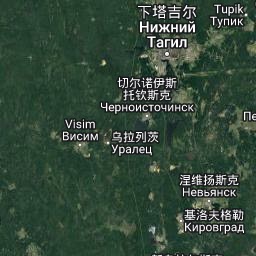 下塔吉尔
Нижний
Тагил
Tupik
Тупик
切尔诺伊斯
托钦斯克
Черноисточинск
Visim
Висим
乌拉列茨
Уралец
涅维扬斯克
Невьянск
基洛夫格勒
Кировград